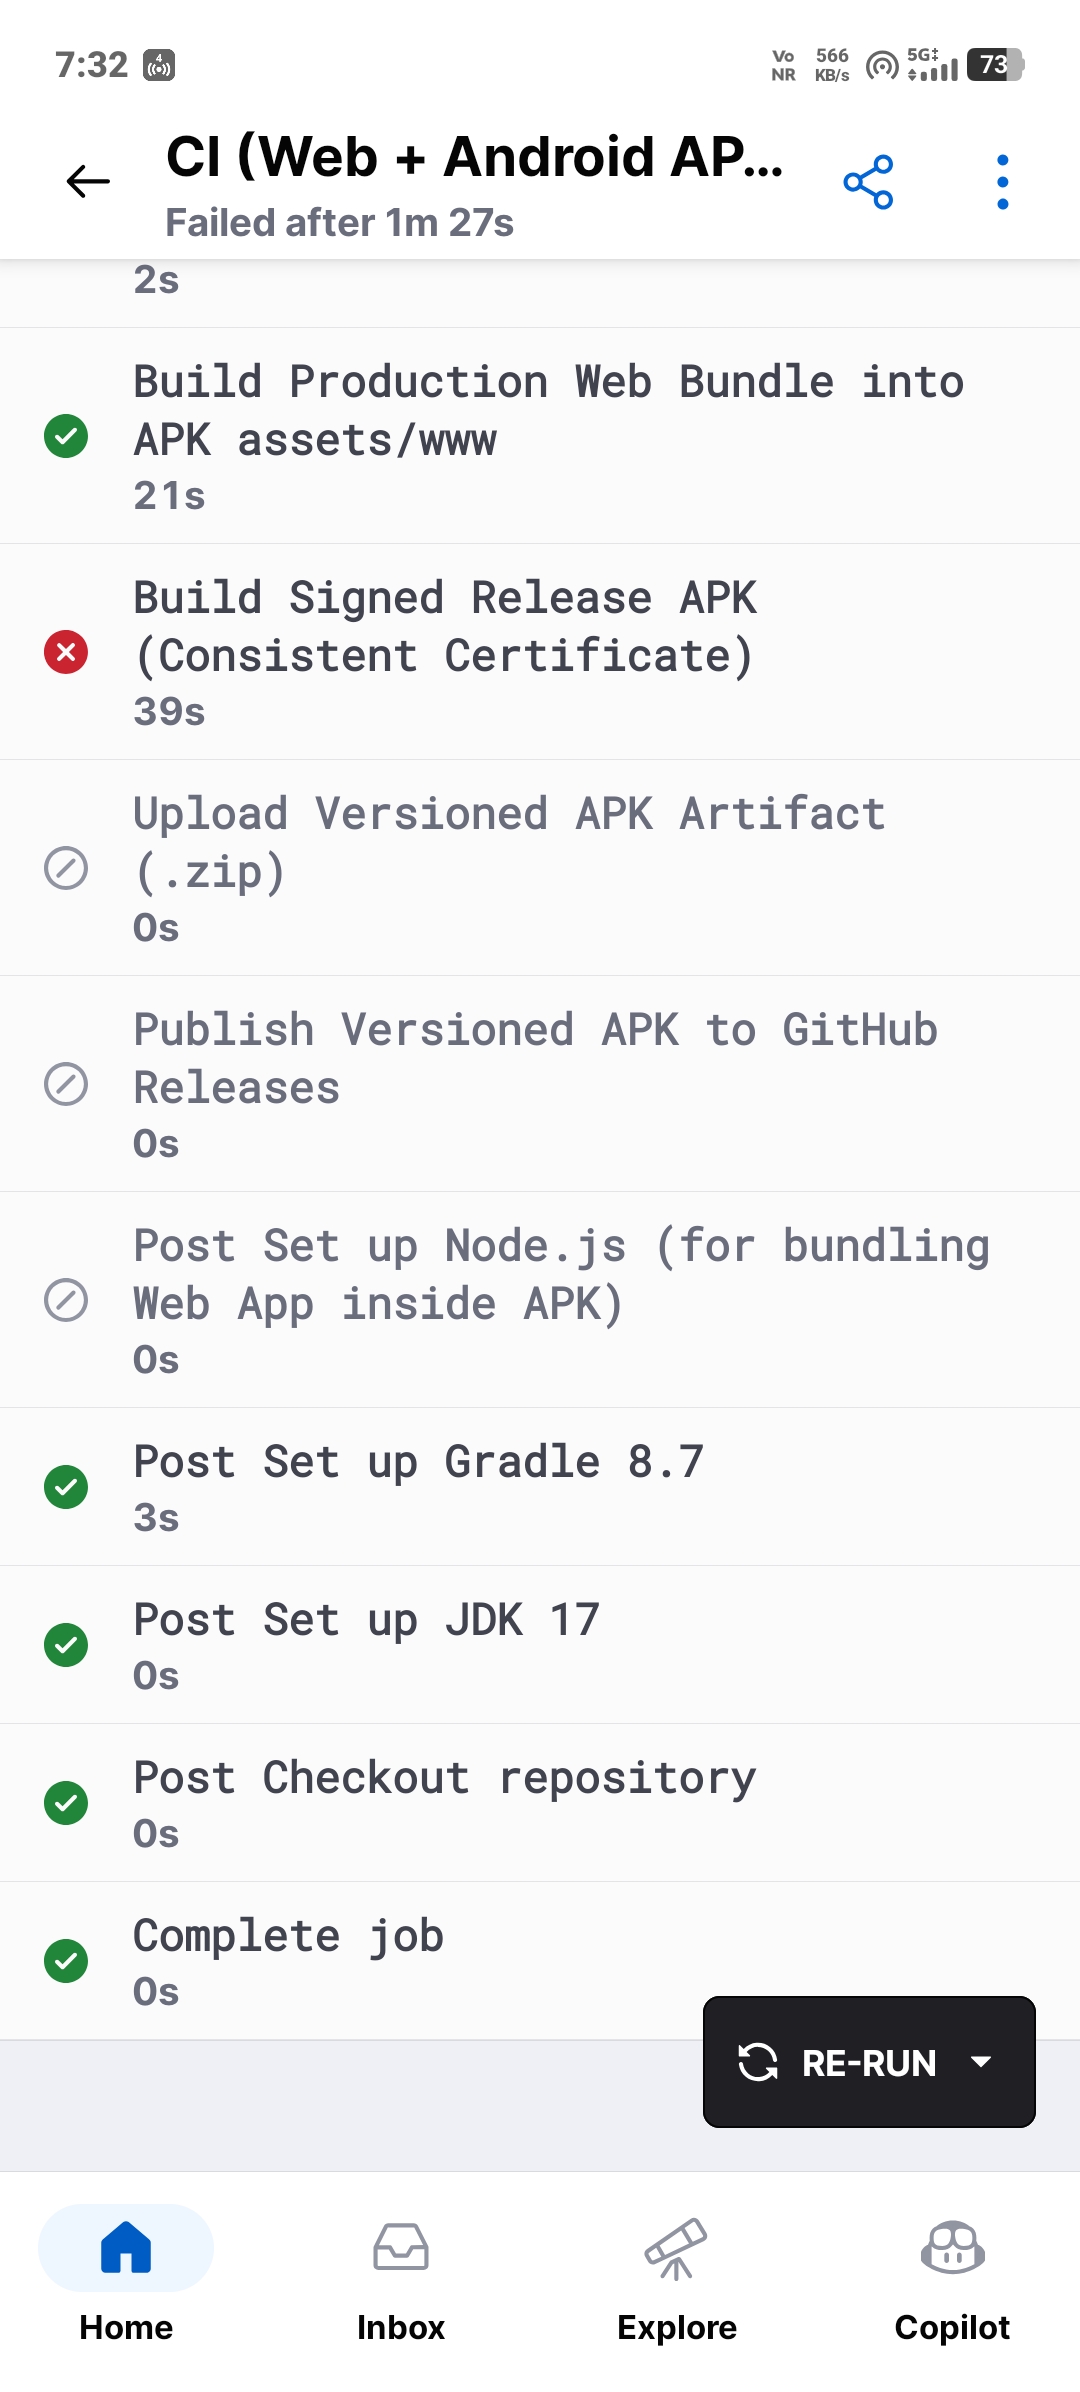 7:32
4
Vo
NR
566
KB/s
5G
73
CI (Web + Android AP...
Failed after 1m 27s
2s
Build Production Web Bundle into
APK assets/www
21s
Build Signed Release APK
(Consistent Certificate)
39s
Upload Versioned APK Artifact
(.zip)
0s
Publish Versioned APK to GitHub
Releases
0s
Post Set up Node.js (for bundling
Web App inside APK)
0s
Post Set up Gradle 8.7
3s
Post Set up JDK 17
0s
Post Checkout repository
0s
Complete job
0s
RE-RUN
Home
Inbox
Explore
Copilot